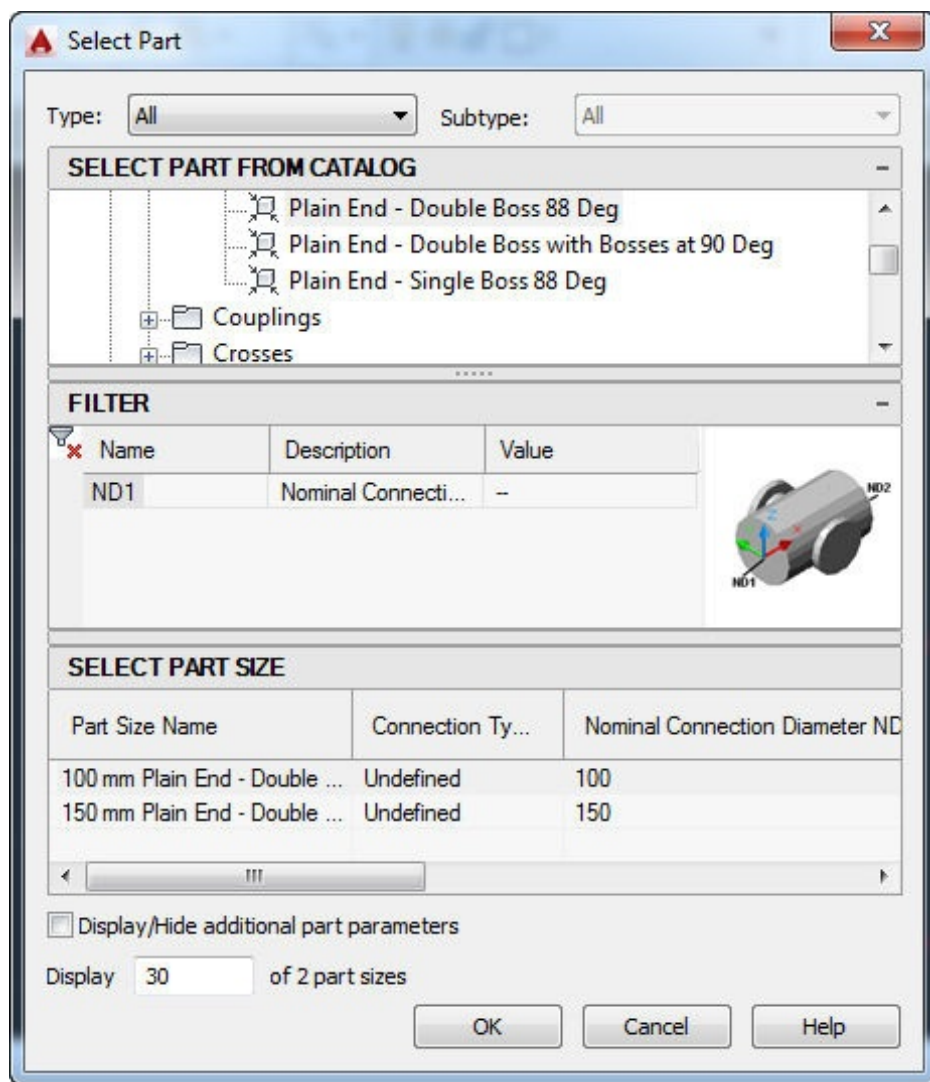 Select Part
Type: All Subtype: All
SELECT PART FROM CATALOG
Plain End - Double Boss 88 Deg
Plain End - Double Boss with Bosses at 90 Deg
Plain End - Single Boss 88 Deg
Couplings
Crosses
FILTER
Name Description Value
ND1 Nominal Connecti... --
ND2
ND1
SELECT PART SIZE
Part Size Name Connection Ty... Nominal Connection Diameter ND
100 mm Plain End - Double ... Undefined 100
150 mm Plain End - Double ... Undefined 150
Display/Hide additional part parameters
Display 30 of 2 part sizes
OK Cancel Help